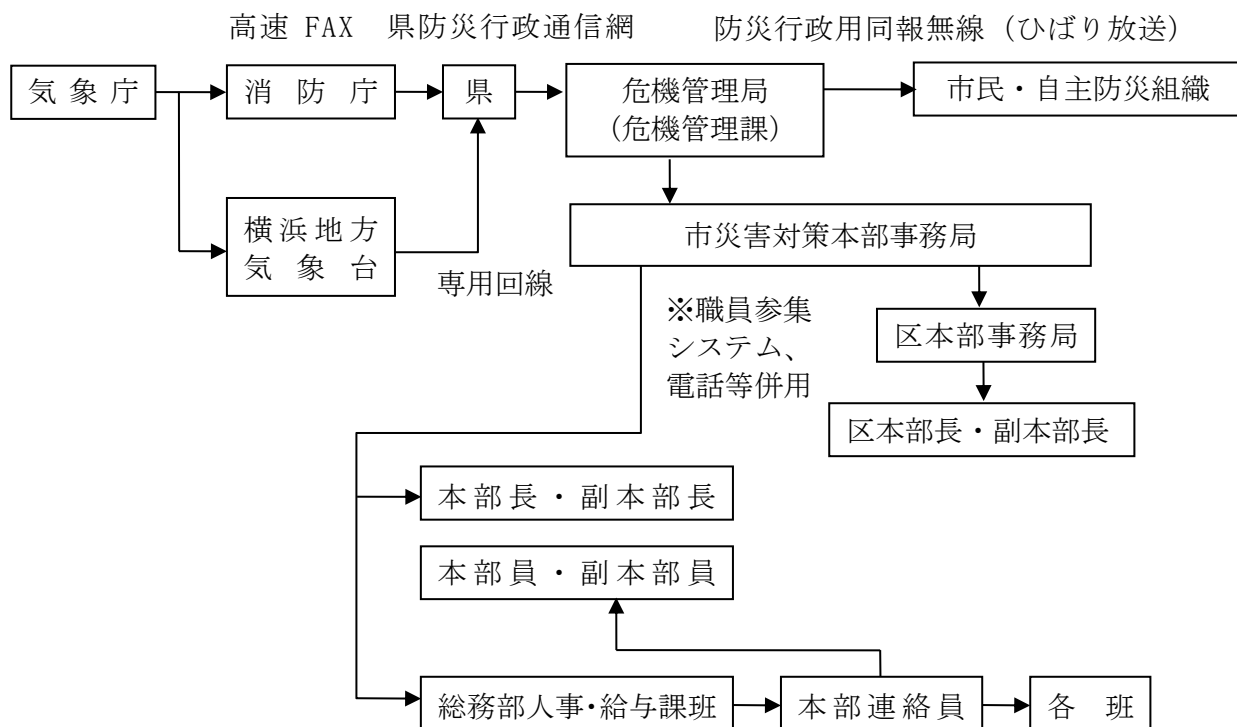 高速 FAX 県防災行政通信網 防災行政用同報無線（ひばり放送）
気象庁
消防庁
県
危機管理局
（危機管理課）
市民・自主防災組織
横浜地方
気象台
専用回線
市災害対策本部事務局
※職員参集
システム、
電話等併用
区本部事務局
区本部長・副本部長
本部長・副本部長
本部員・副本部員
総務部人事・給与課班
本部連絡員
各班